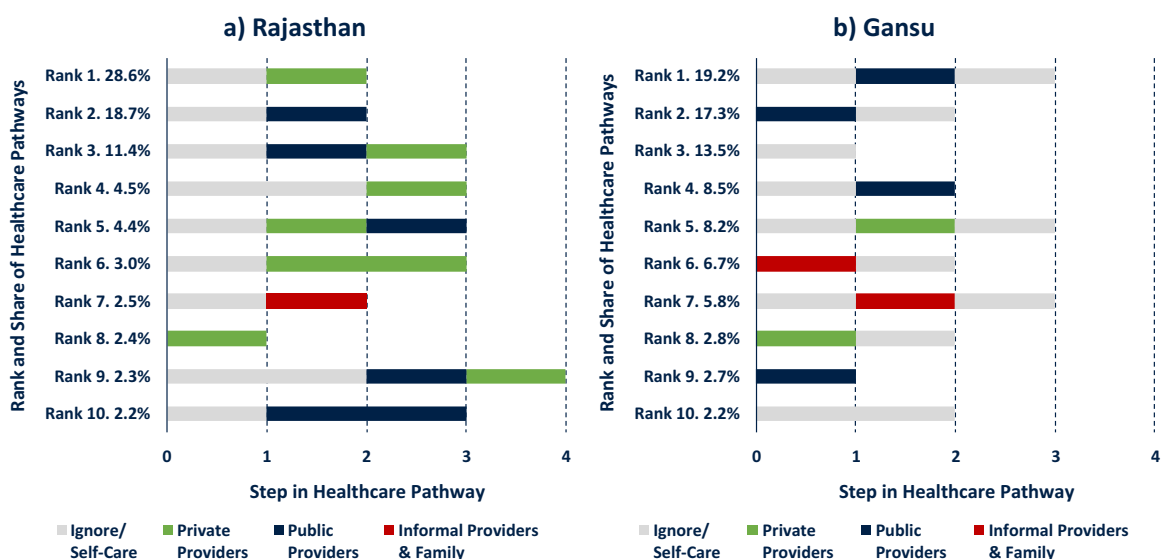 a) Rajasthan
Rank and Share of Healthcare Pathways
Rank 1. 28.6%
Rank 2. 18.7%
Rank 3. 11.4%
Rank 4. 4.5%
Rank 5. 4.4%
Rank 6. 3.0%
Rank 7. 2.5%
Rank 8. 2.4%
Rank 9. 2.3%
Rank 10. 2.2%
0 1 2 3 4
Step in Healthcare Pathway
Ignore/ Private Public Informal Providers
Self-Care Providers Providers & Family
b) Gansu
Rank and Share of Healthcare Pathways
Rank 1. 19.2%
Rank 2. 17.3%
Rank 3. 13.5%
Rank 4. 8.5%
Rank 5. 8.2%
Rank 6. 6.7%
Rank 7. 5.8%
Rank 8. 2.8%
Rank 9. 2.7%
Rank 10. 2.2%
0 1 2 3 4
Step in Healthcare Pathway
Ignore/ Private Public Informal Providers
Self-Care Providers Providers & Family